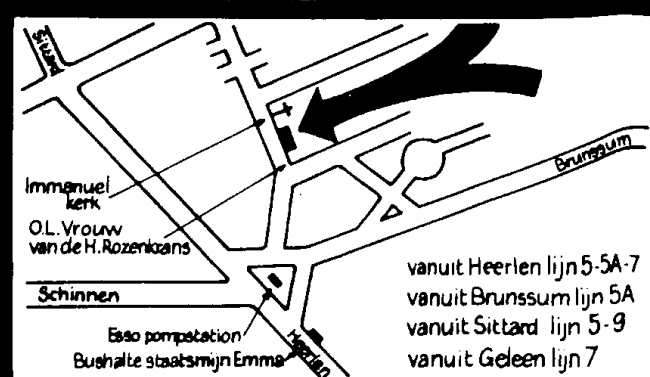 Sittard
Brunssum
Immanuel
kerk
O.L. Vrouw
van de H. Rozenkrans
Schinnen
Esso pompstation
Bushalte staatsmijn Emma
Heerlen
vanuit Heerlen lijn 5-5A-7
vanuit Brunssum lijn 5A
vanuit Sittard lijn 5-9
vanuit Geleen lijn 7